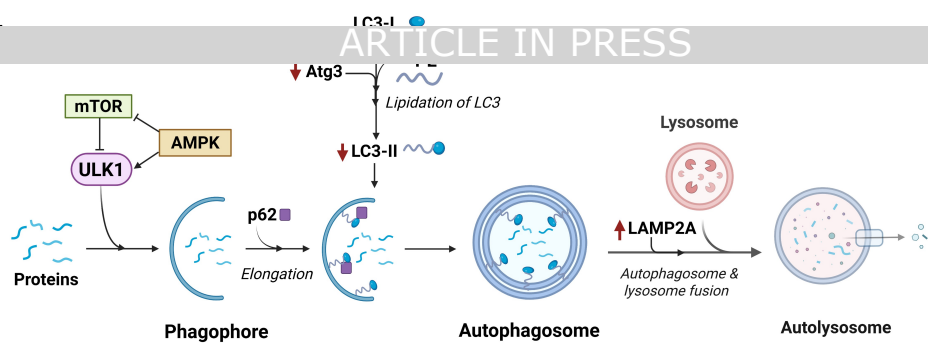 LC3-I
ARTICLE IN PRESS
Atg3
Lipidation of LC3
mTOR
AMPK
LC3-II
ULK1
Lysosome
p62
LAMP2A
Proteins
Elongation
Autophagosome &
lysosome fusion
Phagophore
Autophagosome
Autolysosome